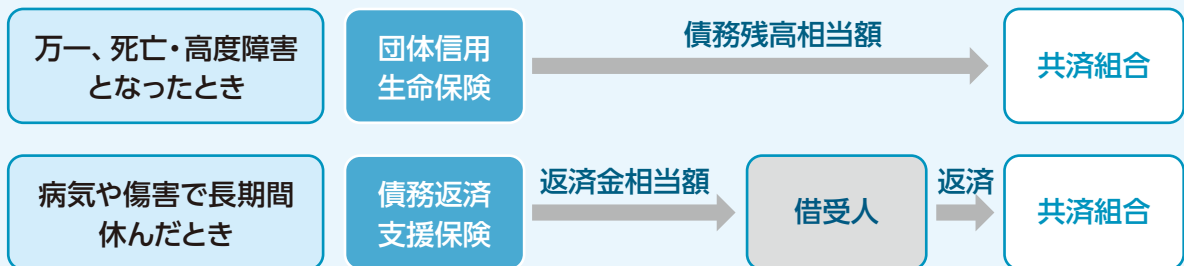 万一、死亡・高度障害
となったとき
団体信用
生命保険
債務残高相当額
共済組合
病気や傷害で長期間
休んだとき
債務返済
支援保険
返済金相当額
借受人
返済
共済組合